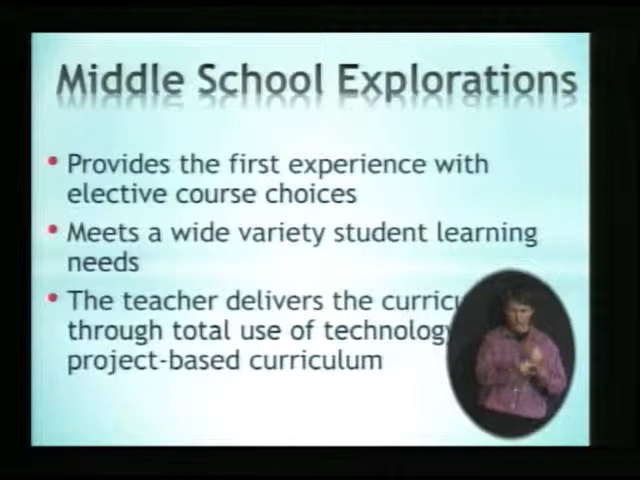 Middle School Explorations
• Provides the first experience with
elective course choices
• Meets a wide variety student learning
needs
• The teacher delivers the
through total use of technology
project-based curriculum